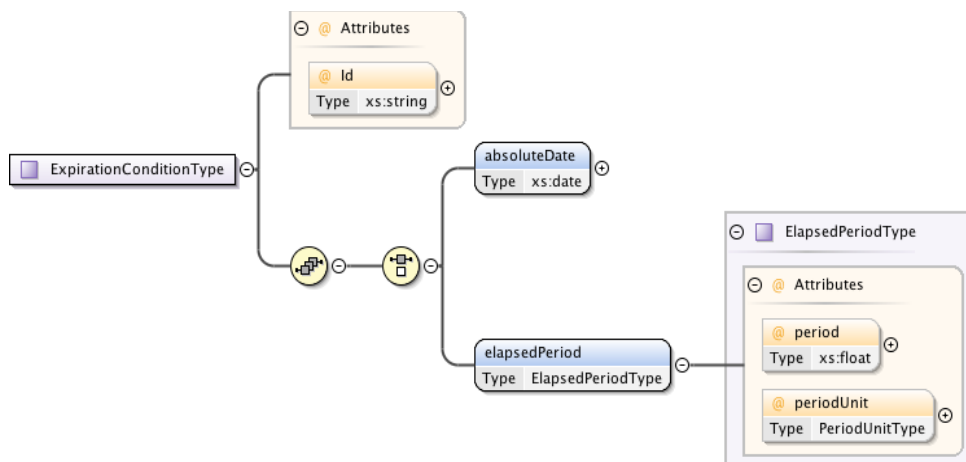 @ Attributes
@ Id
Type xs:string
ExpirationConditionType
absoluteDate
Type xs:date
ElapsedPeriodType
@ Attributes
@ period
Type xs:float
elapsedPeriod
Type ElapsedPeriodType
@ periodUnit
Type PeriodUnitType